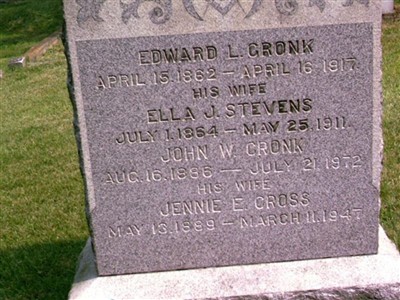 EDWARD L. CRONK
APRIL 15, 1862 — APRIL 16, 1917.
HIS WIFE
ELLA J. STEVENS
JULY 1, 1864 — MAY 25, 1911.
JOHN W. CRONK
AUG. 16, 1886 — JULY 21, 1972
HIS WIFE
JENNIE E. CROSS
MAY 13, 1889 — MARCH 11, 1947